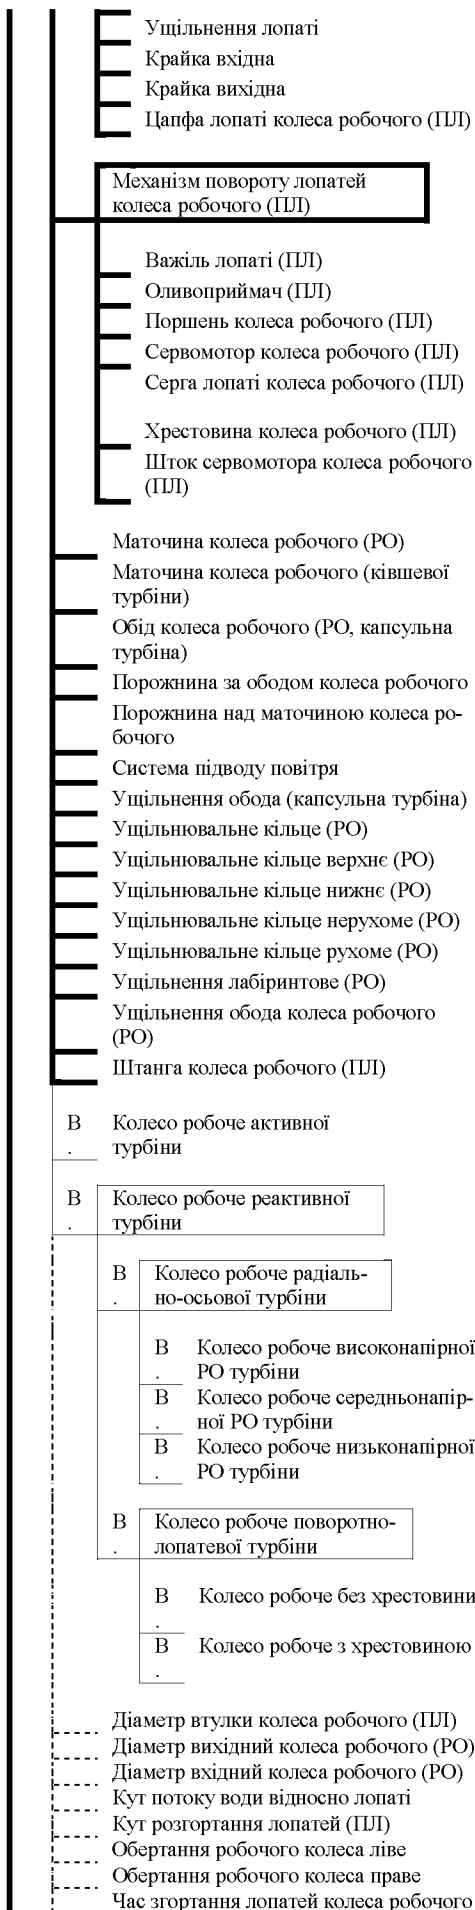 Ущільнення лопаті
Крайка вхідна
Крайка вихідна
Цапфа лопаті колеса робочого (ПЛ)
Механізм повороту лопатей
колеса робочого (ПЛ)
Важіль лопаті (ПЛ)
Оливоприймач (ПЛ)
Поршень колеса робочого (ПЛ)
Сервомотор колеса робочого (ПЛ)
Серга лопаті колеса робочого (ПЛ)
Хрестовина колеса робочого (ПЛ)
Шток сервомотора колеса робочого
(ПЛ)
Маточина колеса робочого (РО)
Маточина колеса робочого (ківшевої
турбіни)
Обід колеса робочого (РО, капсульна
турбіна)
Порожнина за ободом колеса робочого
Порожнина над маточиною колеса ро-
бочого
Система підводу повітря
Ущільнення обода (капсульна турбіна)
Ущільнювальне кільце (РО)
Ущільнювальне кільце верхнє (РО)
Ущільнювальне кільце нижнє (РО)
Ущільнювальне кільце нерухоме (РО)
Ущільнювальне кільце рухоме (РО)
Ущільнення лабіринтове (РО)
Ущільнення обода колеса робочого
(РО)
Штанга колеса робочого (ПЛ)
В Колесо робоче активної
. турбіни
В Колесо робоче реактивної
. турбіни
В Колесо робоче радіаль-
. но-осьової турбіни
В Колесо робоче високонапірної
. РО турбіни
В Колесо робоче середньонапір-
. ної РО турбіни
В Колесо робоче низьконапірної
. РО турбіни
В Колесо робоче поворотно-
. лопатевої турбіни
В Колесо робоче без хрестовини
.
В Колесо робоче з хрестовиною
.
Діаметр втулки колеса робочого (ПЛ)
Діаметр вихідний колеса робочого (РО)
Діаметр вхідний колеса робочого (РО)
Кут потоку води відносно лопаті
Кут розгортання лопатей (ПЛ)
Обертання робочого колеса ліве
Обертання робочого колеса праве
Час згортання лопатей колеса робочого